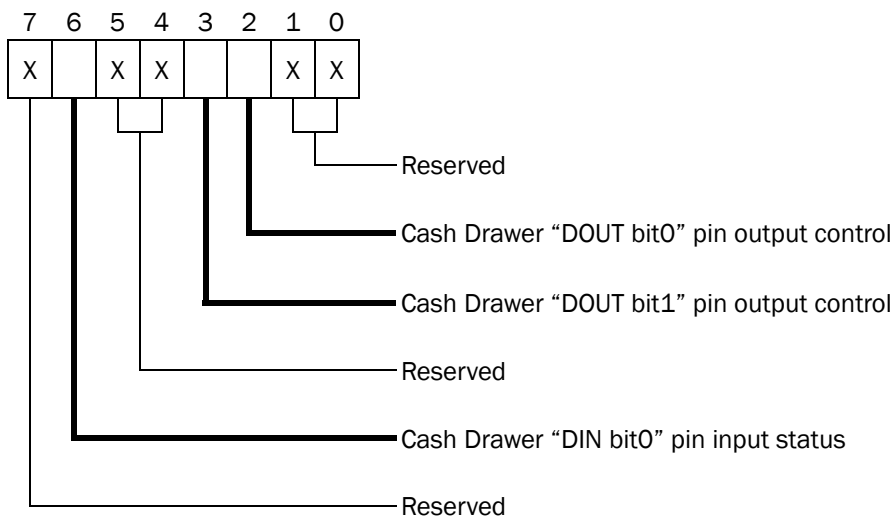 7 6 5 4 3 2 1 0
X X X X X
Reserved
Cash Drawer “DOUT bit0” pin output control
Cash Drawer “DOUT bit1” pin output control
Reserved
Cash Drawer “DIN bit0” pin input status
Reserved